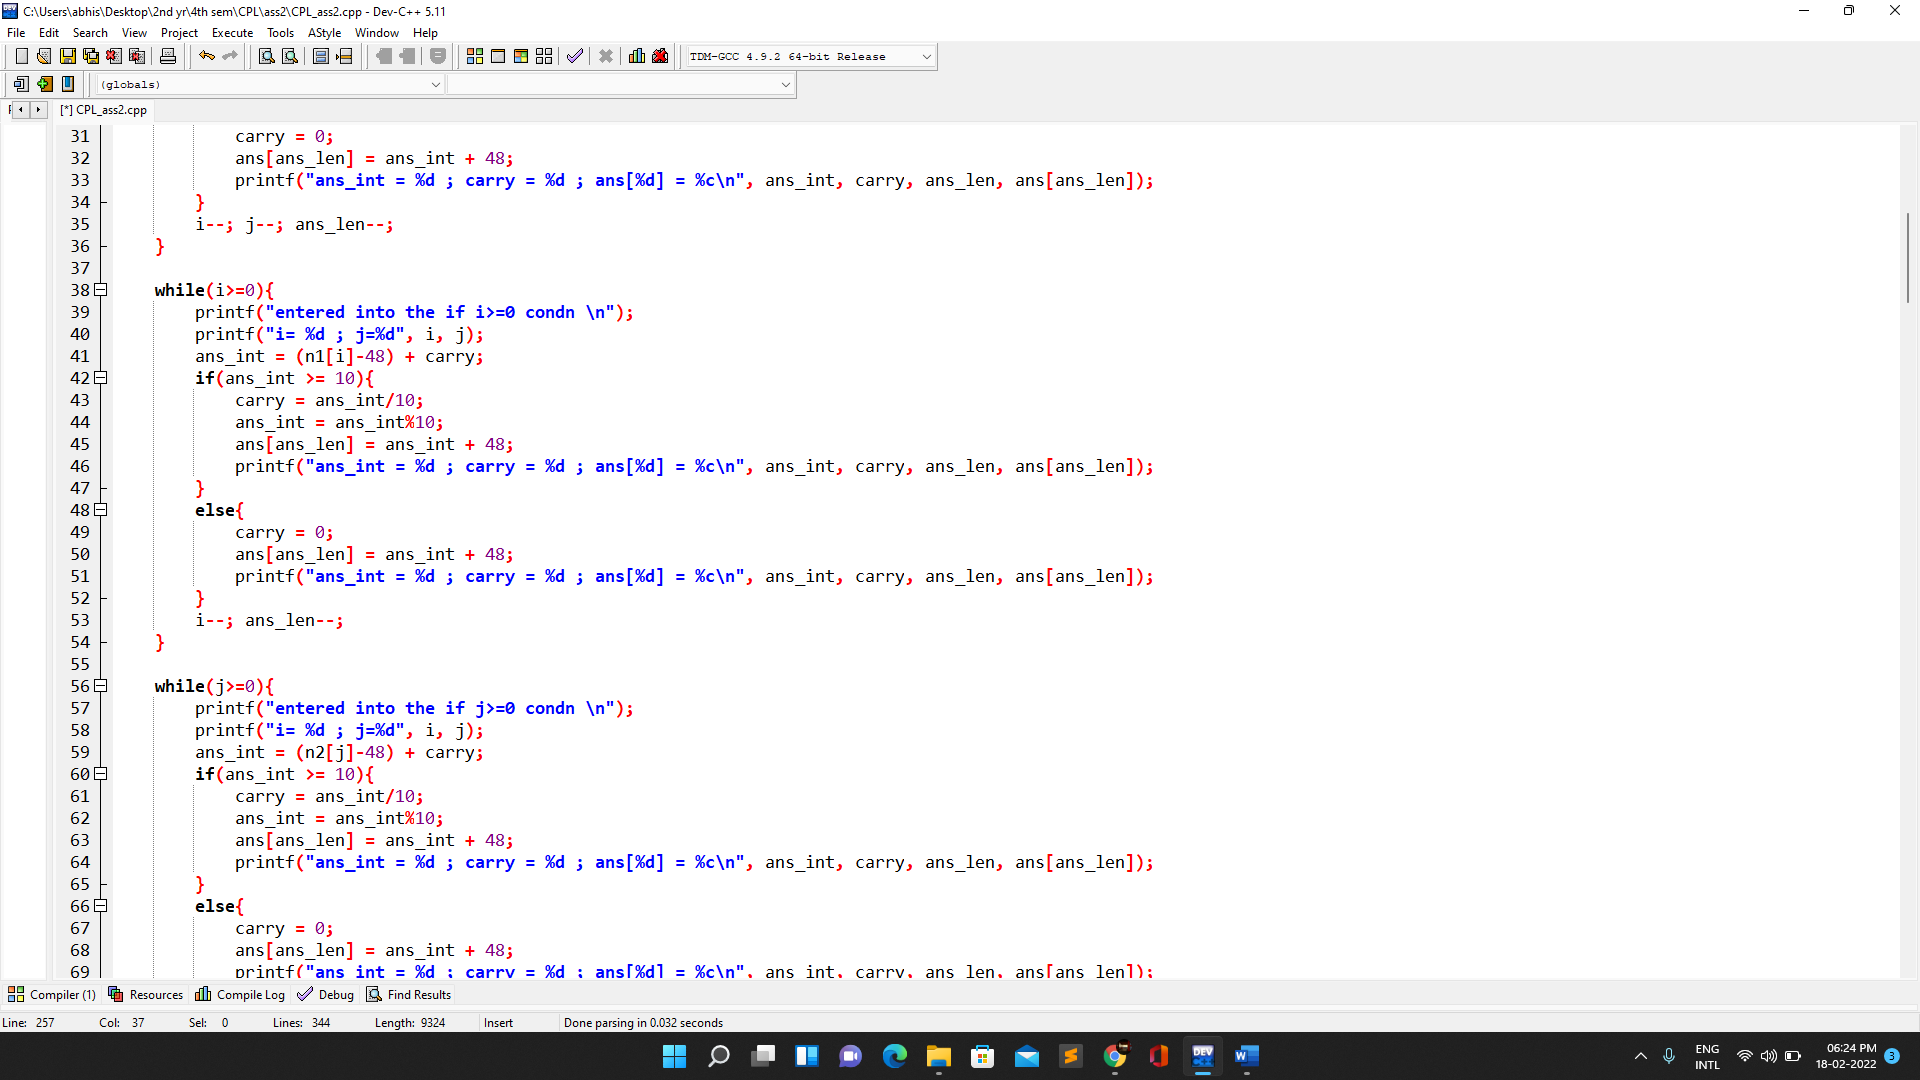 C:\Users\abhis\Desktop\2nd yr\4th sem\CPL\ass2\CPL_ass2.cpp - Dev-C++ 5.11
File Edit Search View Project Execute Tools AStyle Window Help
TDM-GCC 4.9.2 64-bit Release
(globals)
[*] CPL_ass2.cpp
31 carry = 0;
32 ans[ans_len] = ans_int + 48;
33 printf("ans_int = %d ; carry = %d ; ans[%d] = %c\n", ans_int, carry, ans_len, ans[ans_len]);
34 }
35 i--; j--; ans_len--;
36 }
37
38 while(i>=0){
39 printf("entered into the if i>=0 condn \n");
40 printf("i= %d ; j=%d", i, j);
41 ans_int = (n1[i]-48) + carry;
42 if(ans_int >= 10){
43 carry = ans_int/10;
44 ans_int = ans_int%10;
45 ans[ans_len] = ans_int + 48;
46 printf("ans_int = %d ; carry = %d ; ans[%d] = %c\n", ans_int, carry, ans_len, ans[ans_len]);
47 }
48 else{
49 carry = 0;
50 ans[ans_len] = ans_int + 48;
51 printf("ans_int = %d ; carry = %d ; ans[%d] = %c\n", ans_int, carry, ans_len, ans[ans_len]);
52 }
53 i--; ans_len--;
54 }
55
56 while(j>=0){
57 printf("entered into the if j>=0 condn \n");
58 printf("i= %d ; j=%d", i, j);
59 ans_int = (n2[j]-48) + carry;
60 if(ans_int >= 10){
61 carry = ans_int/10;
62 ans_int = ans_int%10;
63 ans[ans_len] = ans_int + 48;
64 printf("ans_int = %d ; carry = %d ; ans[%d] = %c\n", ans_int, carry, ans_len, ans[ans_len]);
65 }
66 else{
67 carry = 0;
68 ans[ans_len] = ans_int + 48;
69 printf("ans_int = %d ; carry = %d ; ans[%d] = %c\n", ans_int, carry, ans_len, ans[ans_len]);
Compiler (1) Resources Compile Log Debug Find Results
Line: 257 Col: 37 Sel: 0 Lines: 344 Length: 9324 Insert Done parsing in 0.032 seconds
DEV
ENG
INTL
06:24 PM
18-02-2022
3